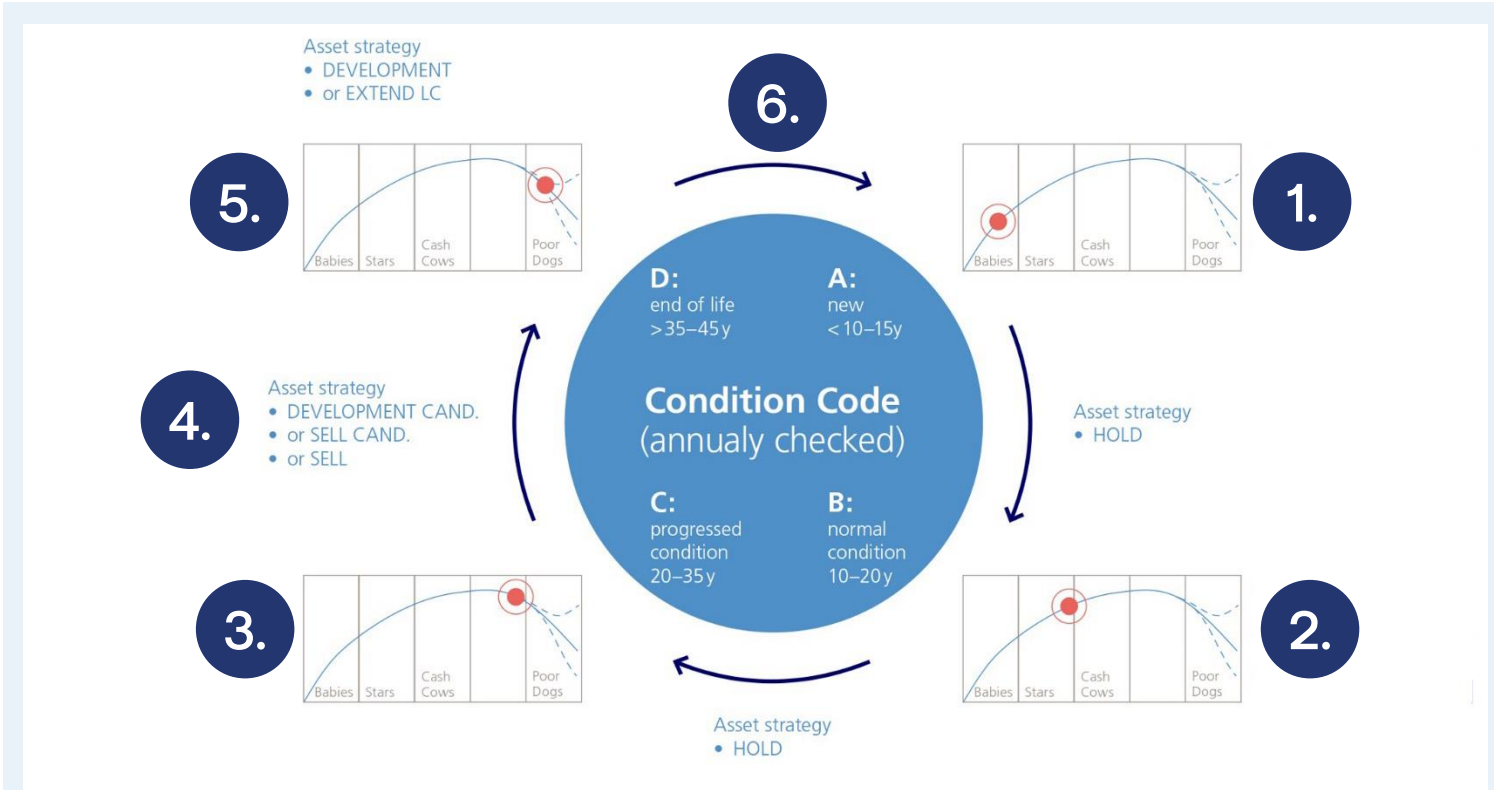 Asset strategy
• DEVELOPMENT
• or EXTEND LC
6.
5.
Babies
Stars
Cash
Cows
Poor
Dogs
Babies
Stars
Cash
Cows
Poor
Dogs
1.
D:
end of life
>35–45y
A:
new
<10–15y
4.
Asset strategy
• DEVELOPMENT CAND.
• or SELL CAND.
• or SELL
Condition Code
(annualy checked)
Asset strategy
• HOLD
C:
progressed
condition
20–35y
B:
normal
condition
10–20y
3.
Babies
Stars
Cash
Cows
Poor
Dogs
Babies
Stars
Cash
Cows
Poor
Dogs
2.
Asset strategy
• HOLD